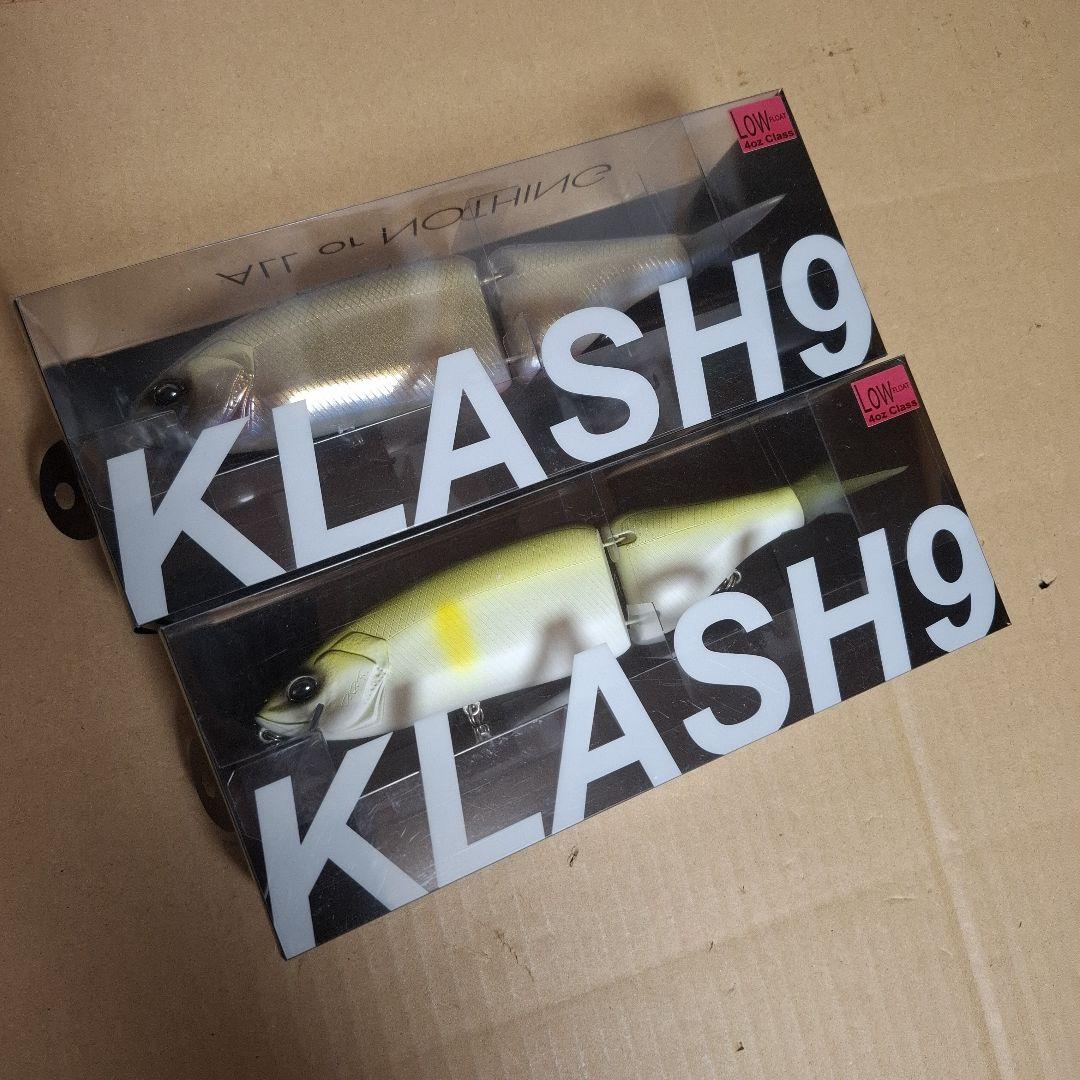 LOW FLOAT
4oz Class
ALL or NOTHING
KLASH9
LOW FLOAT
4oz Class
KLASH9